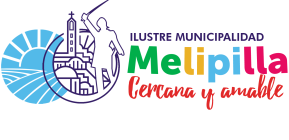 ILUSTRE MUNICIPALIDAD
Melipilla
Cercana y amable